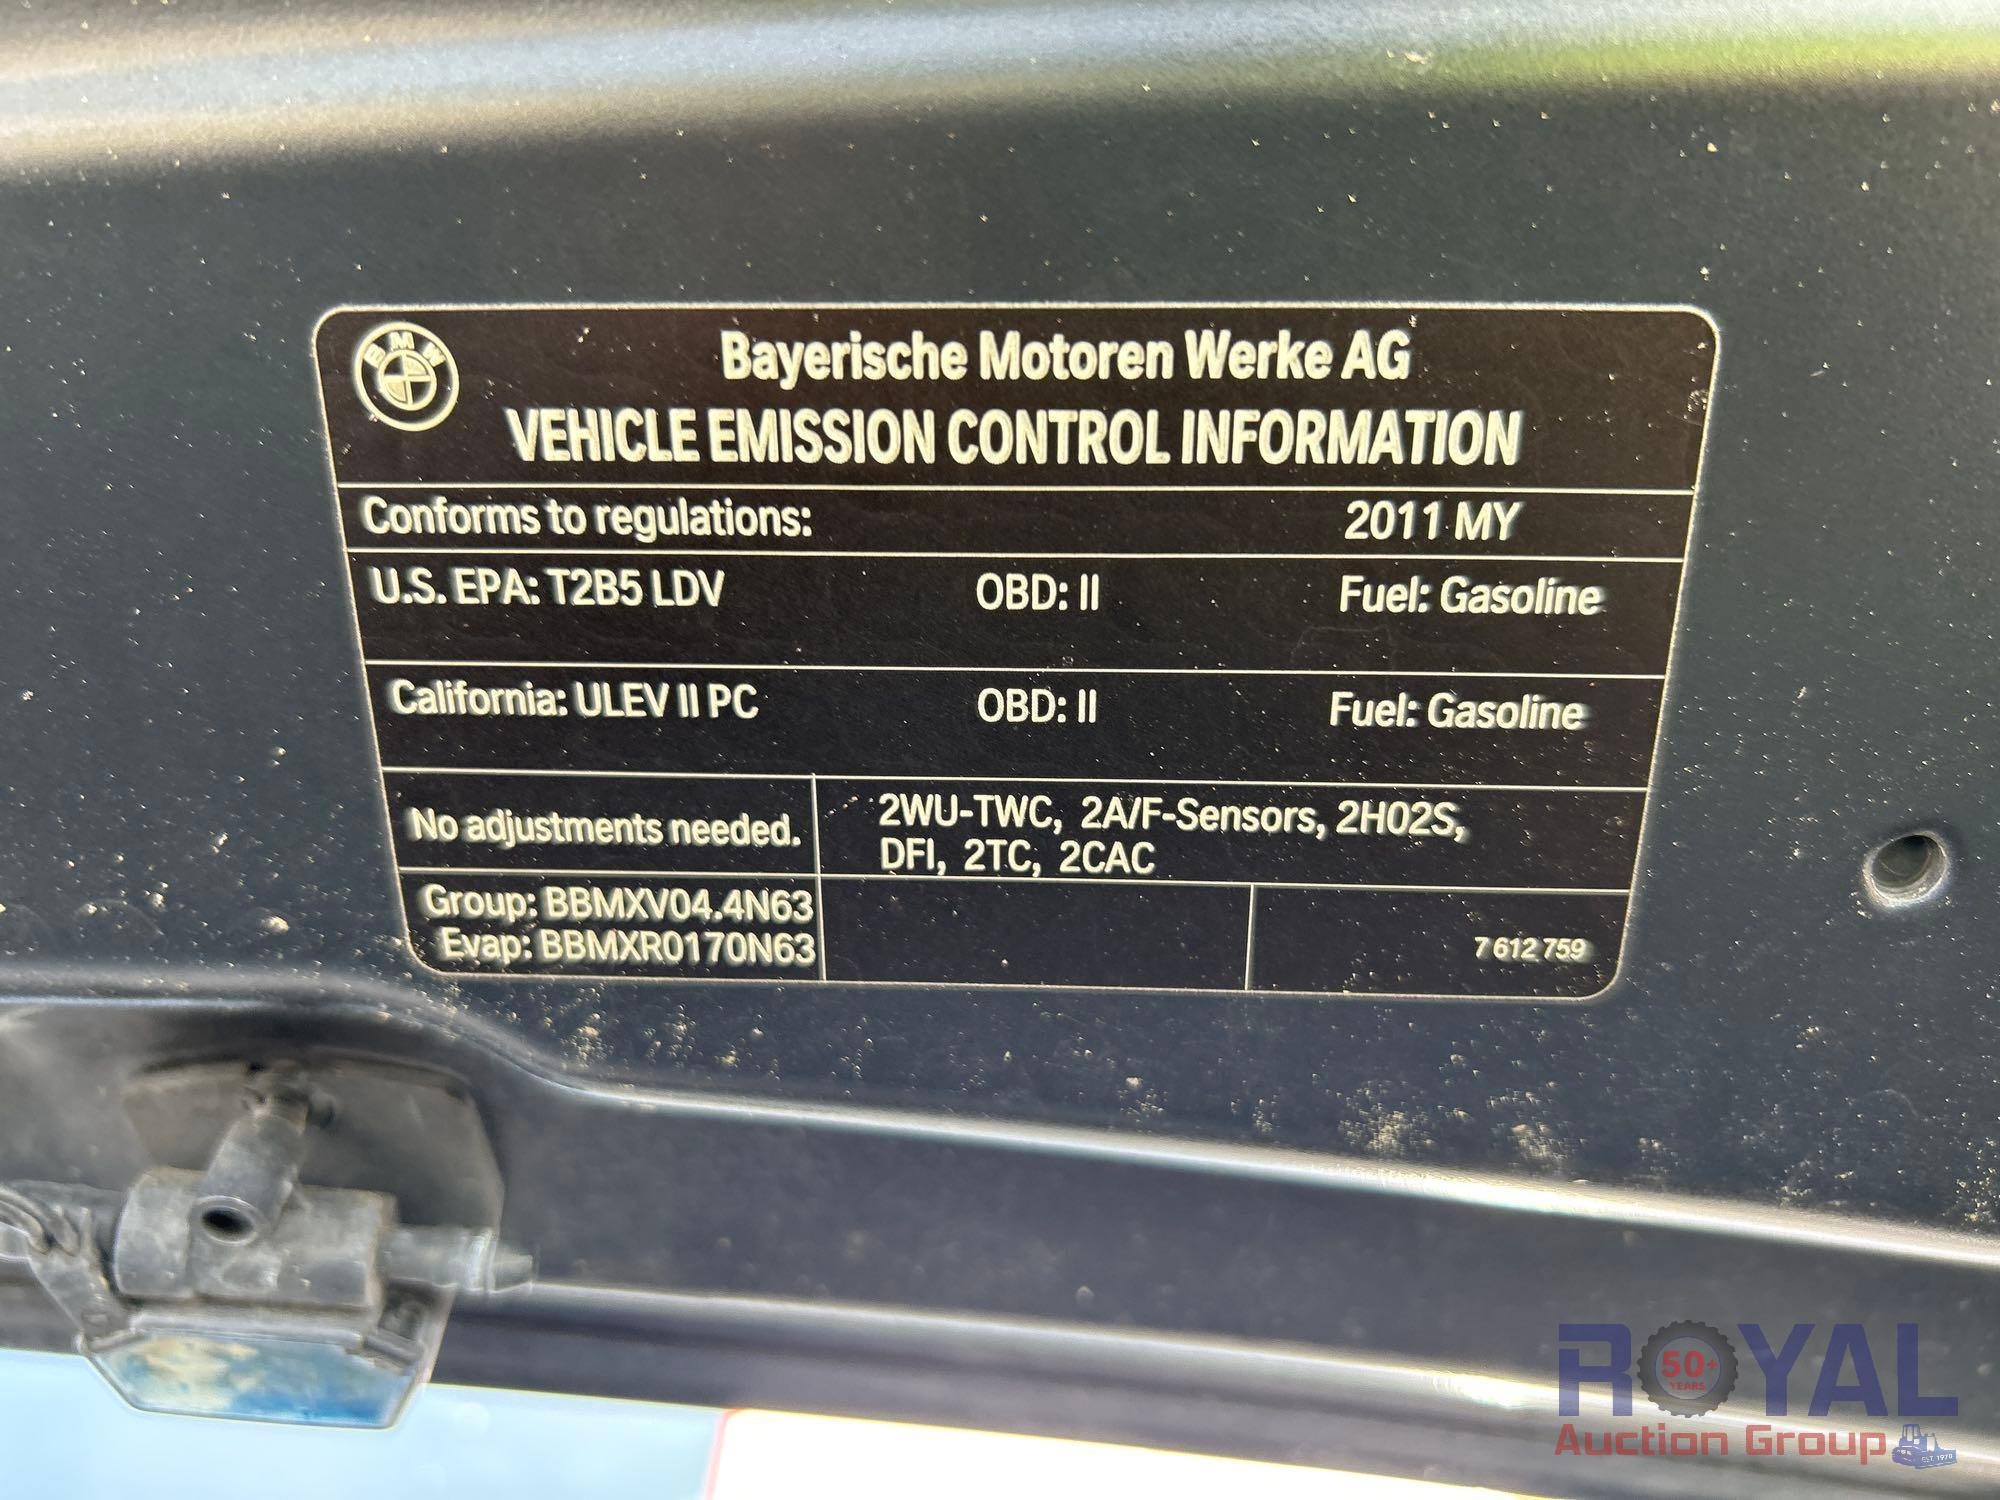 BMW
Bayerische Motoren Werke AG
VEHICLE EMISSION CONTROL INFORMATION
Conforms to regulations: 2011 MY
U.S. EPA: T2B5 LDV OBD: II Fuel: Gasoline
California: ULEV II PC OBD: II Fuel: Gasoline
No adjustments needed.
2WU-TWC, 2A/F-Sensors, 2H02S,
DFI, 2TC, 2CAC
Group: BBMXV04.4N63
Evap: BBMXR0170N63
7 612 759
ROYAL
50+
YEARS
Auction Group
EST. 1970